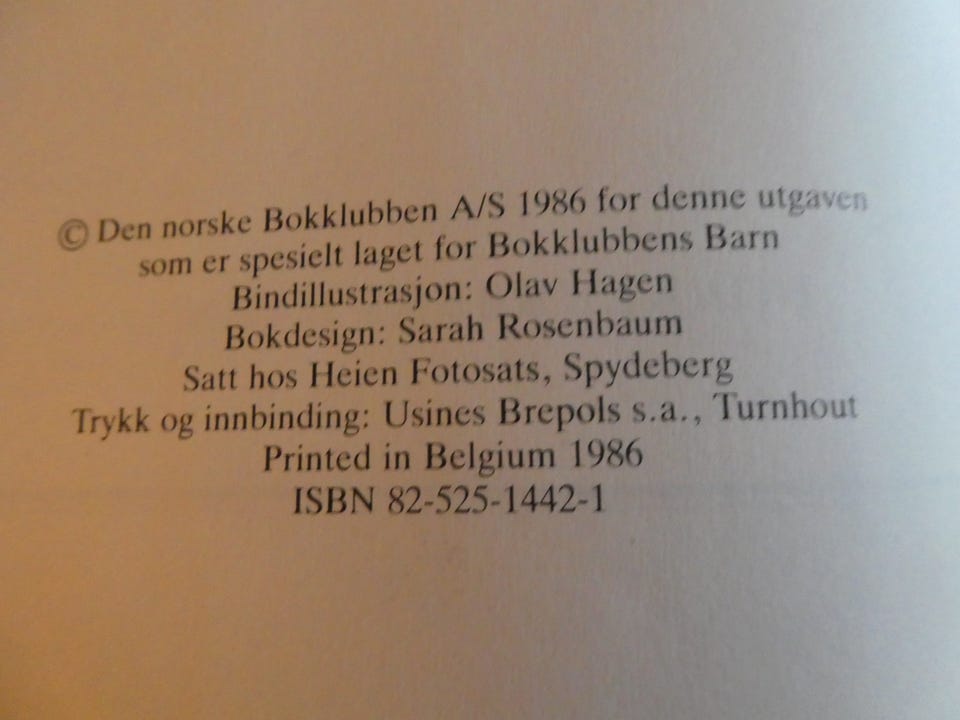 © Den norske Bokklubben A/S 1986 for denne utgaven
som er spesielt laget for Bokklubbens Barn
Bindillustrasjon: Olav Hagen
Bokdesign: Sarah Rosenbaum
Satt hos Heien Fotosats, Spydeberg
Trykk og innbinding: Usines Brepols s.a., Turnhout
Printed in Belgium 1986
ISBN 82-525-1442-1